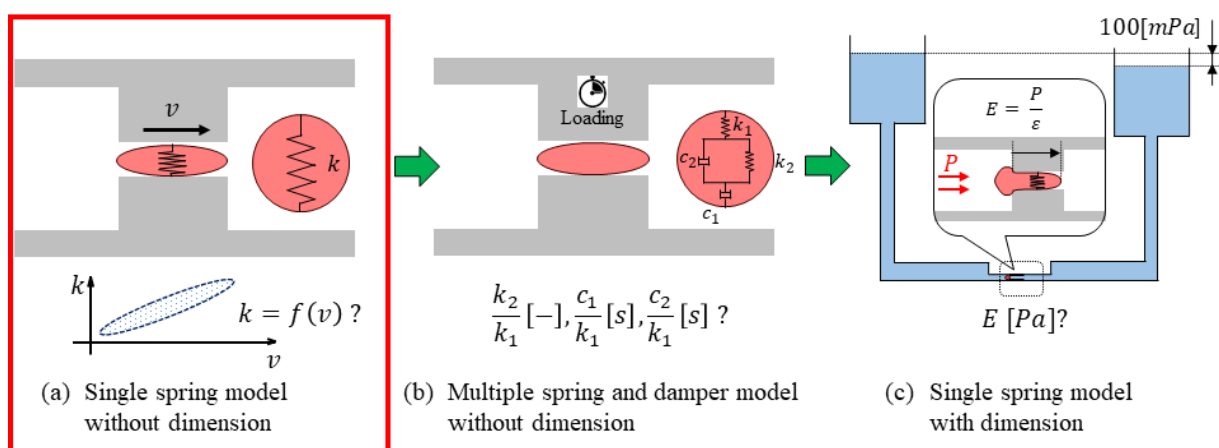 v
k
k
k = f(v) ?
v
(a) Single spring model
without dimension
Loading
k₁
c₂
k₂
c₁
k₂/k₁ [−], c₁/k₁ [s], c₂/k₁ [s] ?
(b) Multiple spring and damper model
without dimension
100[mPa]
E = P/ε
P
E [Pa]?
(c) Single spring model
with dimension